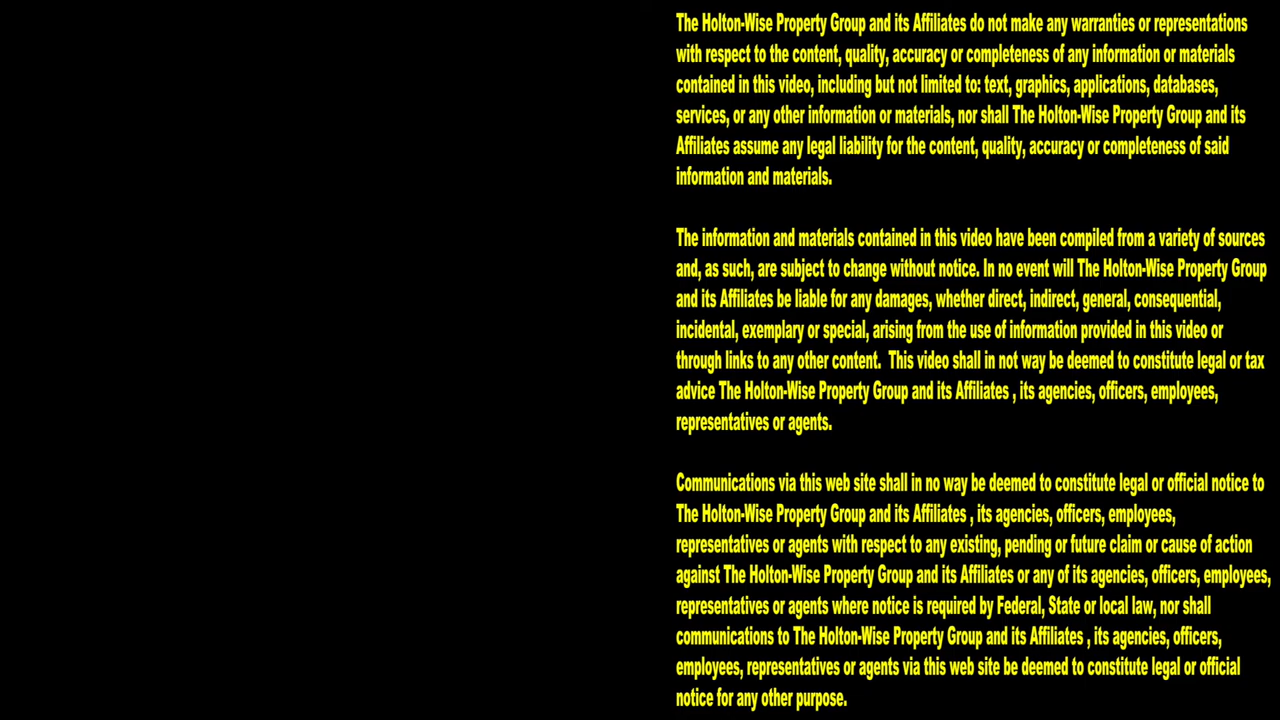 The Holton-Wise Property Group and its Affiliates do not make any warranties or representations
with respect to the content, quality, accuracy or completeness of any information or materials
contained in this video, including but not limited to: text, graphics, applications, databases,
services, or any other information or materials, nor shall The Holton-Wise Property Group and its
Affiliates assume any legal liability for the content, quality, accuracy or completeness of said
information and materials.
The information and materials contained in this video have been compiled from a variety of sources
and, as such, are subject to change without notice. In no event will The Holton-Wise Property Group
and its Affiliates be liable for any damages, whether direct, indirect, general, consequential,
incidental, exemplary or special, arising from the use of information provided in this video or
through links to any other content.  This video shall in not way be deemed to constitute legal or tax
advice The Holton-Wise Property Group and its Affiliates , its agencies, officers, employees,
representatives or agents.
Communications via this web site shall in no way be deemed to constitute legal or official notice to
The Holton-Wise Property Group and its Affiliates , its agencies, officers, employees,
representatives or agents with respect to any existing, pending or future claim or cause of action
against The Holton-Wise Property Group and its Affiliates or any of its agencies, officers, employees,
representatives or agents where notice is required by Federal, State or local law, nor shall
communications to The Holton-Wise Property Group and its Affiliates , its agencies, officers,
employees, representatives or agents via this web site be deemed to constitute legal or official
notice for any other purpose.